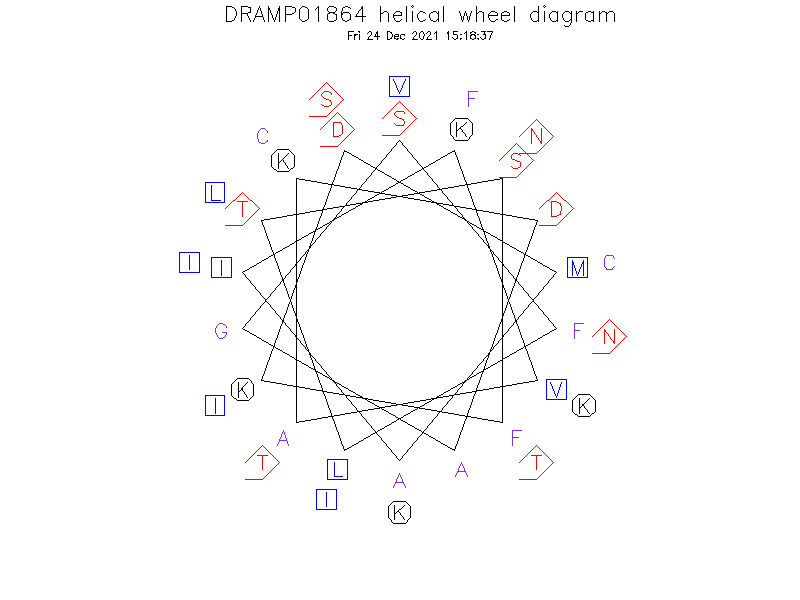 DRAMP01864 helical wheel diagram
Fri 24 Dec 2021 15:18:37
V
S F
S
D K N
C
K S
L
T D
I I M C
G F N
K V
I K
A F
T L A T
A
I
K